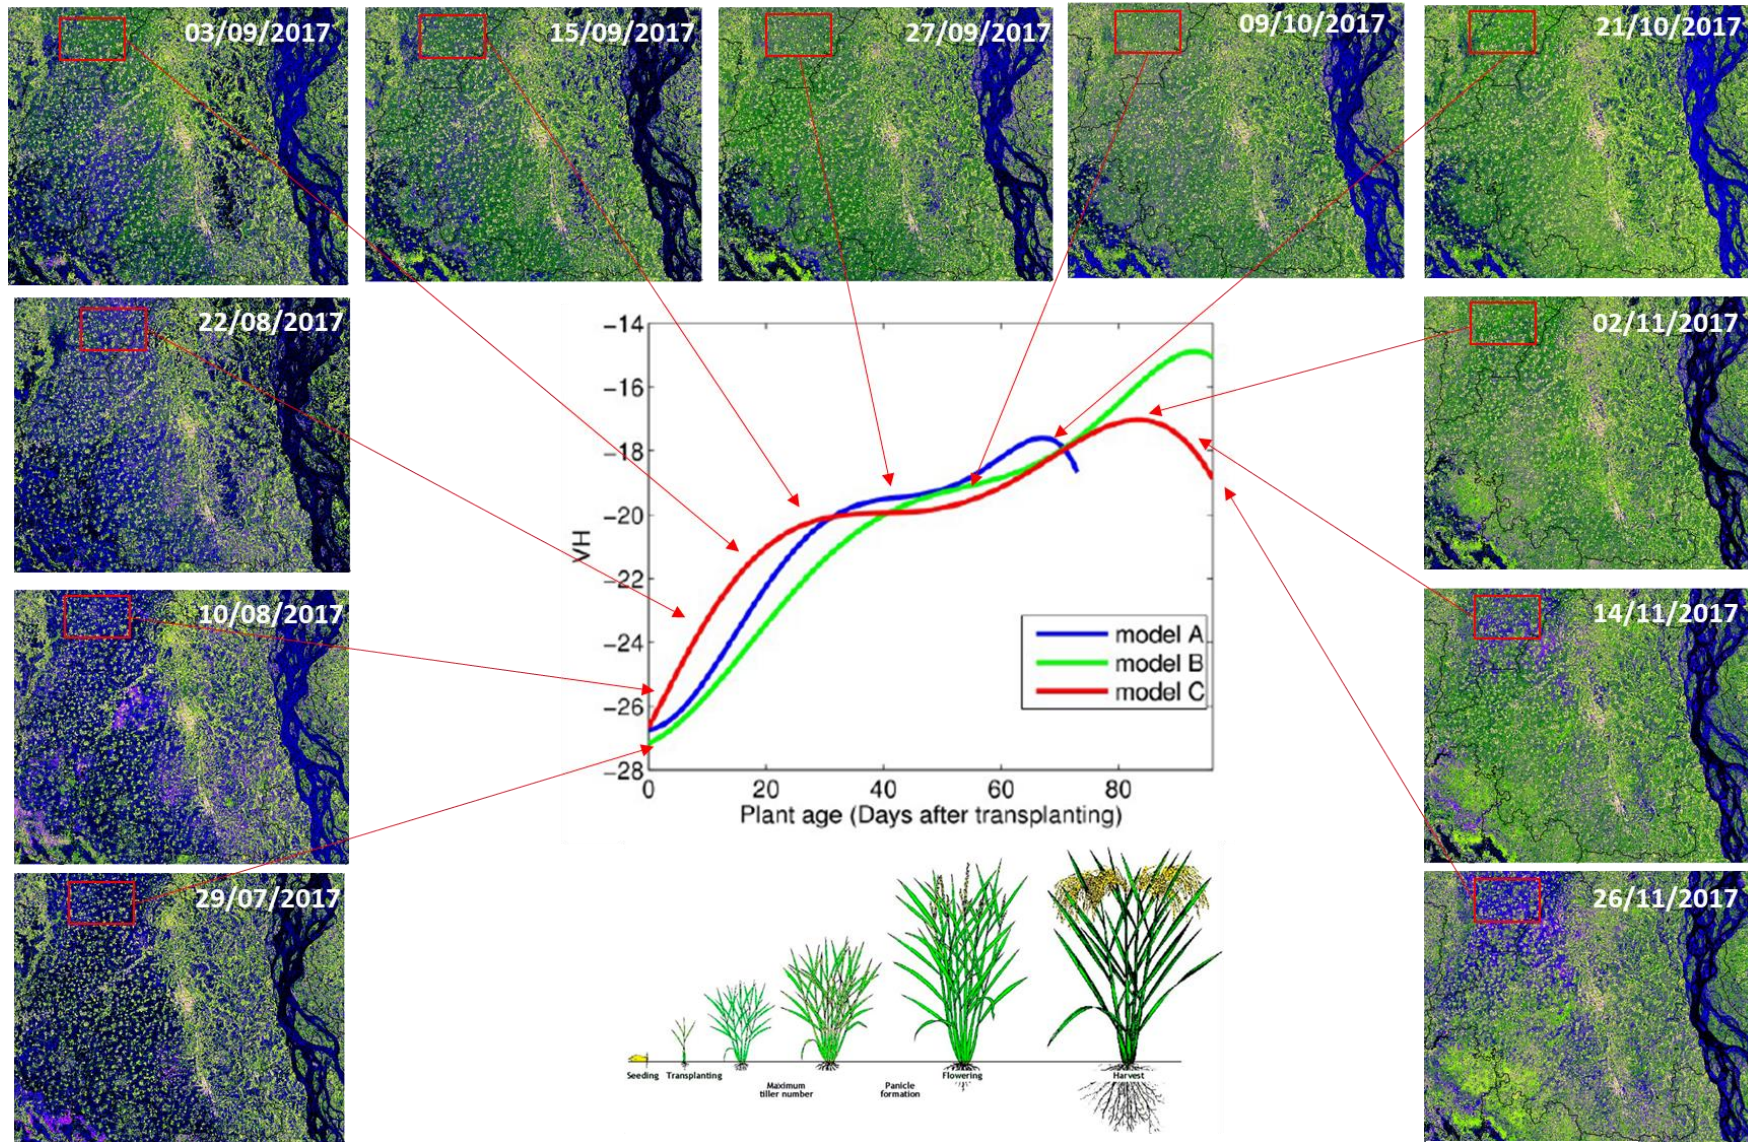 03/09/2017
15/09/2017
27/09/2017
09/10/2017
21/10/2017
22/08/2017
02/11/2017
10/08/2017
14/11/2017
29/07/2017
26/11/2017
−14
−16
−18
−20
−22
−24
−26
−28
VH
model A
model B
model C
0 20 40 60 80
Plant age (Days after transplanting)
Seeding Transplanting Flowering Harvest
Maximum Panicle
tiller number formation